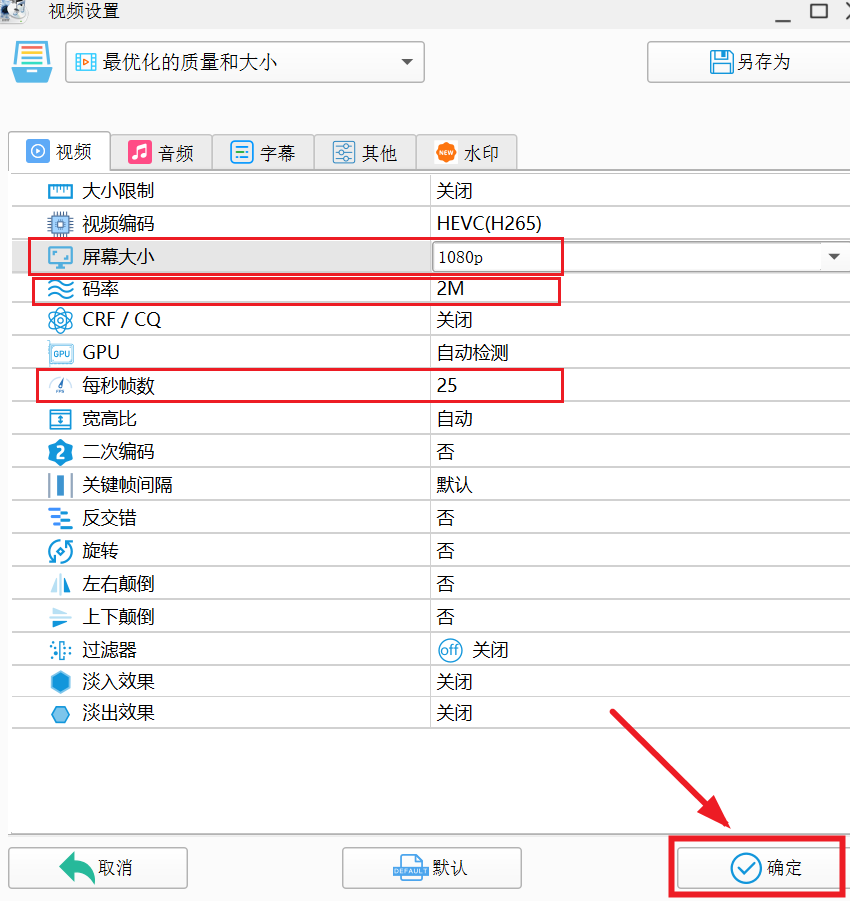 视频设置
最优化的质量和大小
另存为
视频 音频 字幕 其他 NEW 水印
大小限制 关闭
视频编码 HEVC(H265)
屏幕大小 1080p
码率 2M
CRF / CQ 关闭
GPU GPU 自动检测
FPS 每秒帧数 25
宽高比 自动
2 二次编码 否
关键帧间隔 默认
反交错 否
旋转 否
左右颠倒 否
上下颠倒 否
过滤器 off 关闭
淡入效果 关闭
淡出效果 关闭
取消 DEFAULT 默认 确定